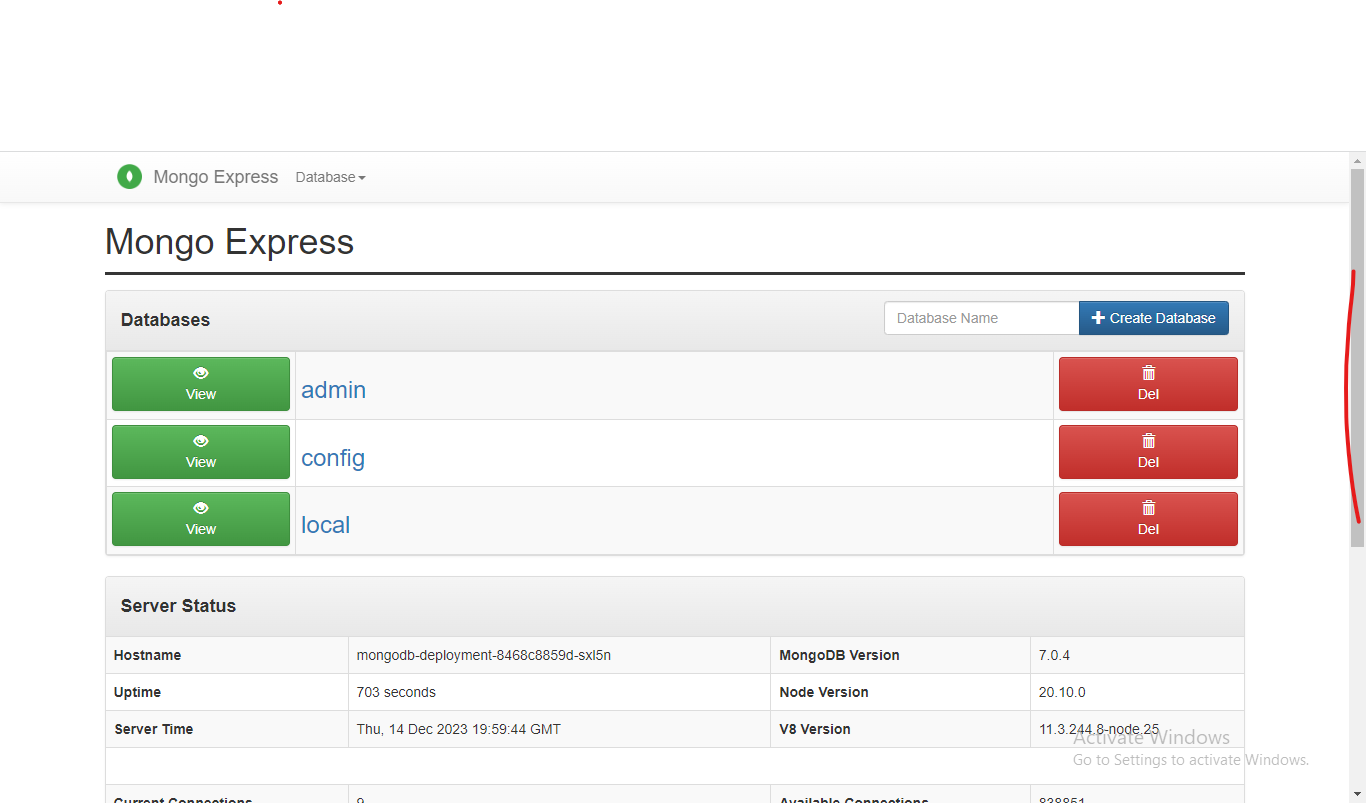 Mongo Express Database
Mongo Express
Databases Database Name Create Database
View admin Del
View config Del
View local Del
Server Status
Hostname mongodb-deployment-8468c8859d-sxl5n MongoDB Version 7.0.4
Uptime 703 seconds Node Version 20.10.0
Server Time Thu, 14 Dec 2023 19:59:44 GMT V8 Version 11.3.244.8-node.25
Activate Windows
Go to Settings to activate Windows.
Current Connections 9 Available Connections 838851